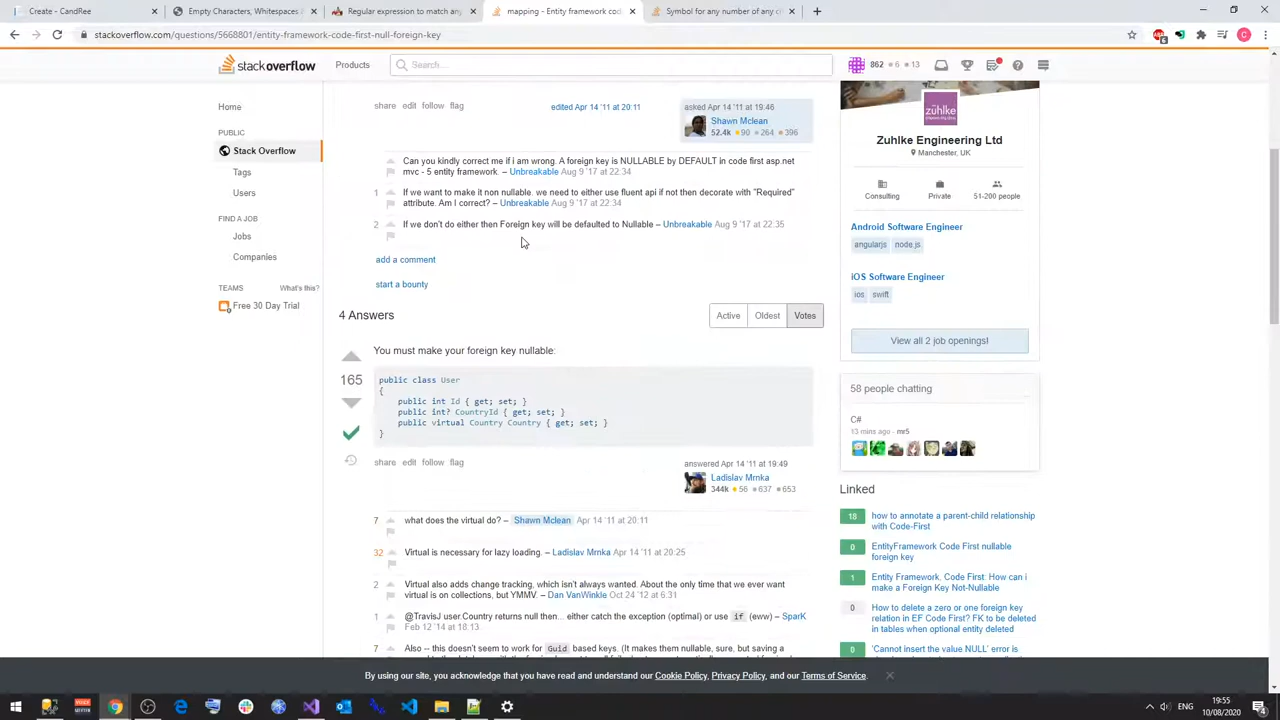 Create - CandRee
Empty Characters, Whitespaces A
Regular expression to match any
mapping - Entity framework cod
Symbol for any number of any ch
stackoverflow.com/questions/5668801/entity-framework-code-first-null-foreign-key
stackoverflow
Products
Search...
862 6 13
Home
PUBLIC
Stack Overflow
Tags
Users
FIND A JOB
Jobs
Companies
TEAMS What's this?
Free 30 Day Trial
share edit follow flag
edited Apr 14 '11 at 20:11
asked Apr 14 '11 at 19:46
Shawn Mclean
52.4k 90 264 396
Can you kindly correct me if i am wrong. A foreign key is NULLABLE by DEFAULT in code first asp.net
mvc - 5 entity framework. – Unbreakable Aug 9 '17 at 22:34
1 If we want to make it non nullable. we need to either use fluent api if not then decorate with "Required"
attribute. Am I correct? – Unbreakable Aug 9 '17 at 22:34
2 If we don't do either then Foreign key will be defaulted to Nullable – Unbreakable Aug 9 '17 at 22:35
add a comment
start a bounty
4 Answers
Active Oldest Votes
You must make your foreign key nullable:
165
public class User
{
public int Id { get; set; }
public int? CountryId { get; set; }
public virtual Country Country { get; set; }
}
share edit follow flag
answered Apr 14 '11 at 19:49
Ladislav Mrnka
344k 56 637 653
7 what does the virtual do? – Shawn Mclean Apr 14 '11 at 20:11
32 Virtual is necessary for lazy loading. – Ladislav Mrnka Apr 14 '11 at 20:25
2 Virtual also adds change tracking, which isn't always wanted. About the only time that we ever want
virtual is on collections, but YMMV. – Dan VanWinkle Oct 24 '12 at 6:31
1 @TravisJ user.Country returns null then... either catch the exception (optimal) or use if (eww) – SparK
Feb 12 '14 at 18:13
7 Also -- this doesn't seem to work for Guid based keys. (It makes them nullable, sure, but saving a
zühlke
engineering
Zuhlke Engineering Ltd
Manchester, UK
Consulting
Private
51-200 people
Android Software Engineer
angularjs node.js
iOS Software Engineer
ios swift
View all 2 job openings!
58 people chatting
C#
13 mins ago - mr5
Linked
18 how to annotate a parent-child relationship
with Code-First
0 EntityFramework Code First nullable
foreign key
1 Entity Framework, Code First: How can i
make a Foreign Key Not-Nullable
0 How to delete a zero or one foreign key
relation in EF Code First? FK to be deleted
in tables when optional entity deleted
0 'Cannot insert the value NULL' error is
By using our site, you acknowledge that you have read and understand our Cookie Policy, Privacy Policy, and our Terms of Service.
ENG
19:55
10/08/2020